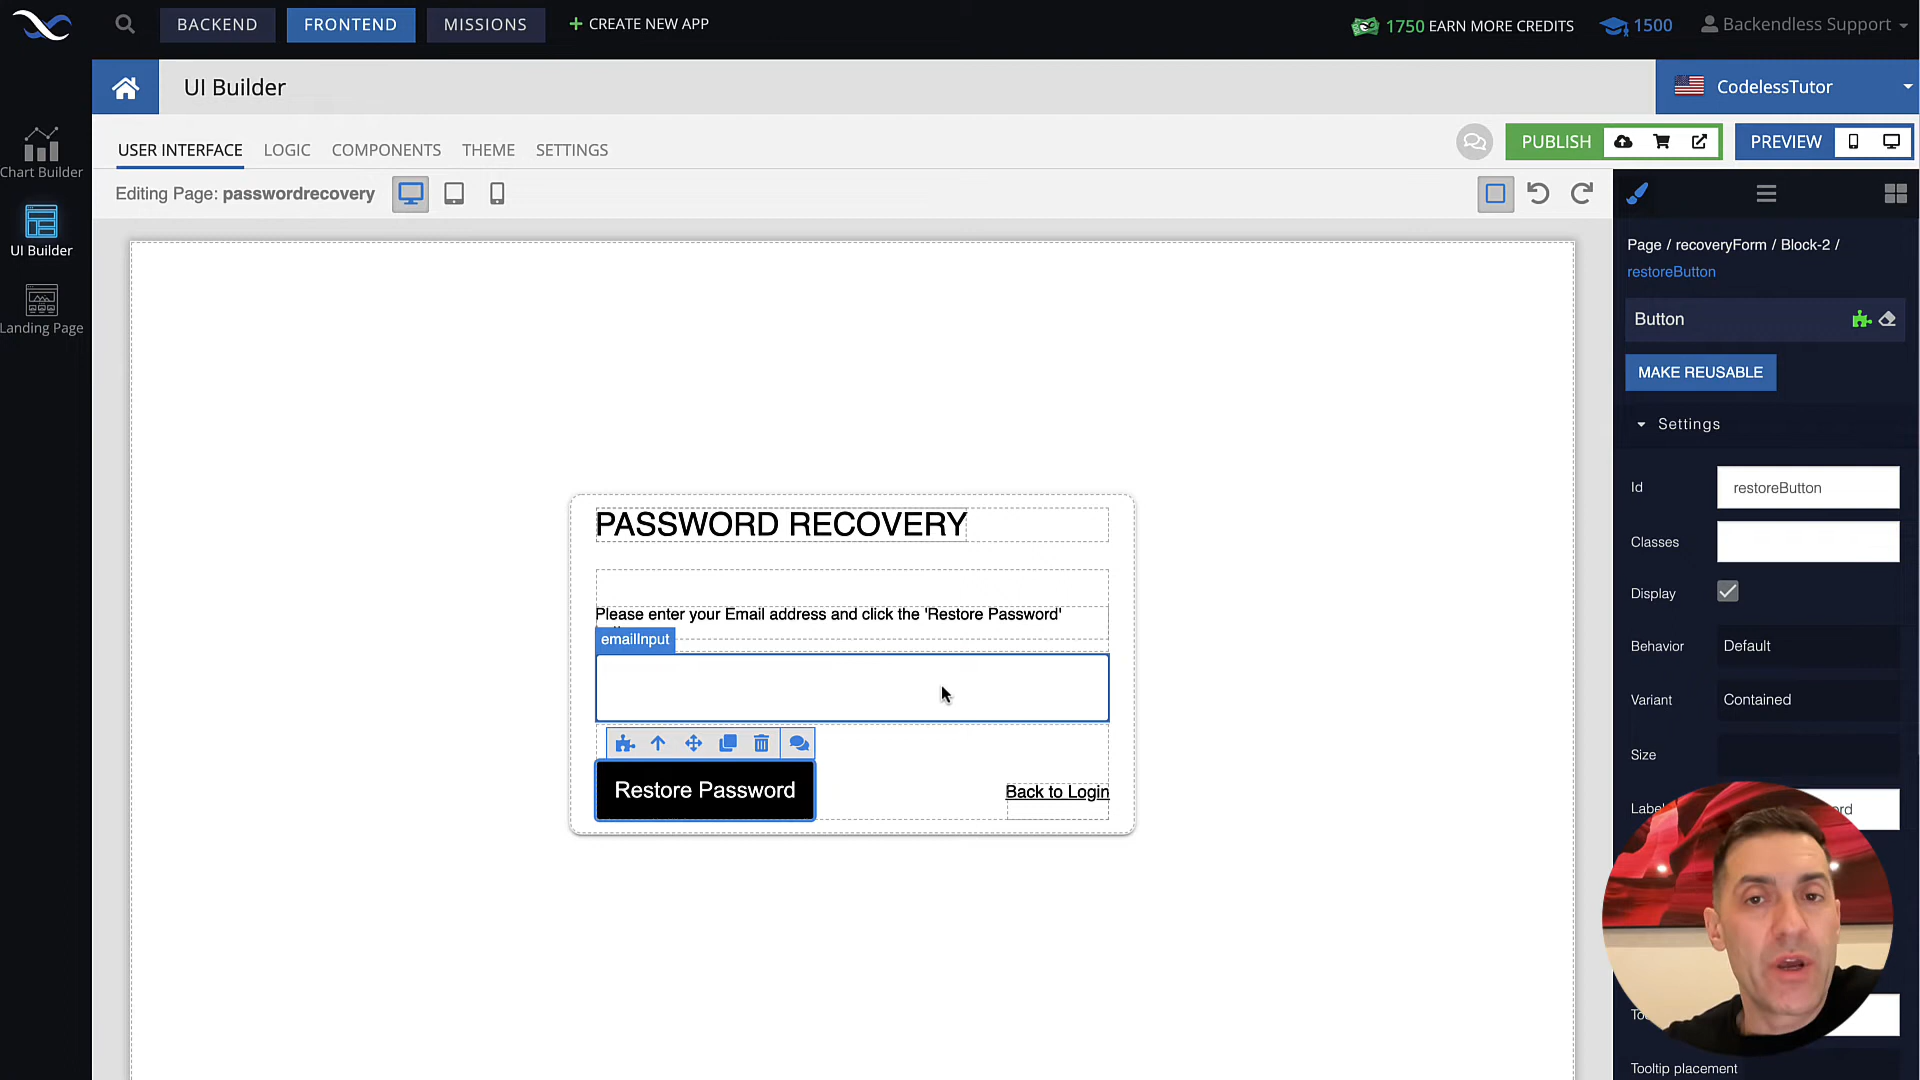 BACKEND
FRONTEND
MISSIONS
+ CREATE NEW APP
1750 EARN MORE CREDITS
1500
Backendless Support
UI Builder
CodelessTutor
Chart Builder
UI Builder
Landing Page
USER INTERFACE
LOGIC
COMPONENTS
THEME
SETTINGS
PUBLISH
PREVIEW
Editing Page: passwordrecovery
PASSWORD RECOVERY
Please enter your Email address and click the 'Restore Password'
emailInput
Restore Password
Back to Login
Page / recoveryForm / Block-2 /
restoreButton
Button
MAKE REUSABLE
Settings
Id
restoreButton
Classes
Display
Behavior
Default
Variant
Contained
Size
Tooltip placement